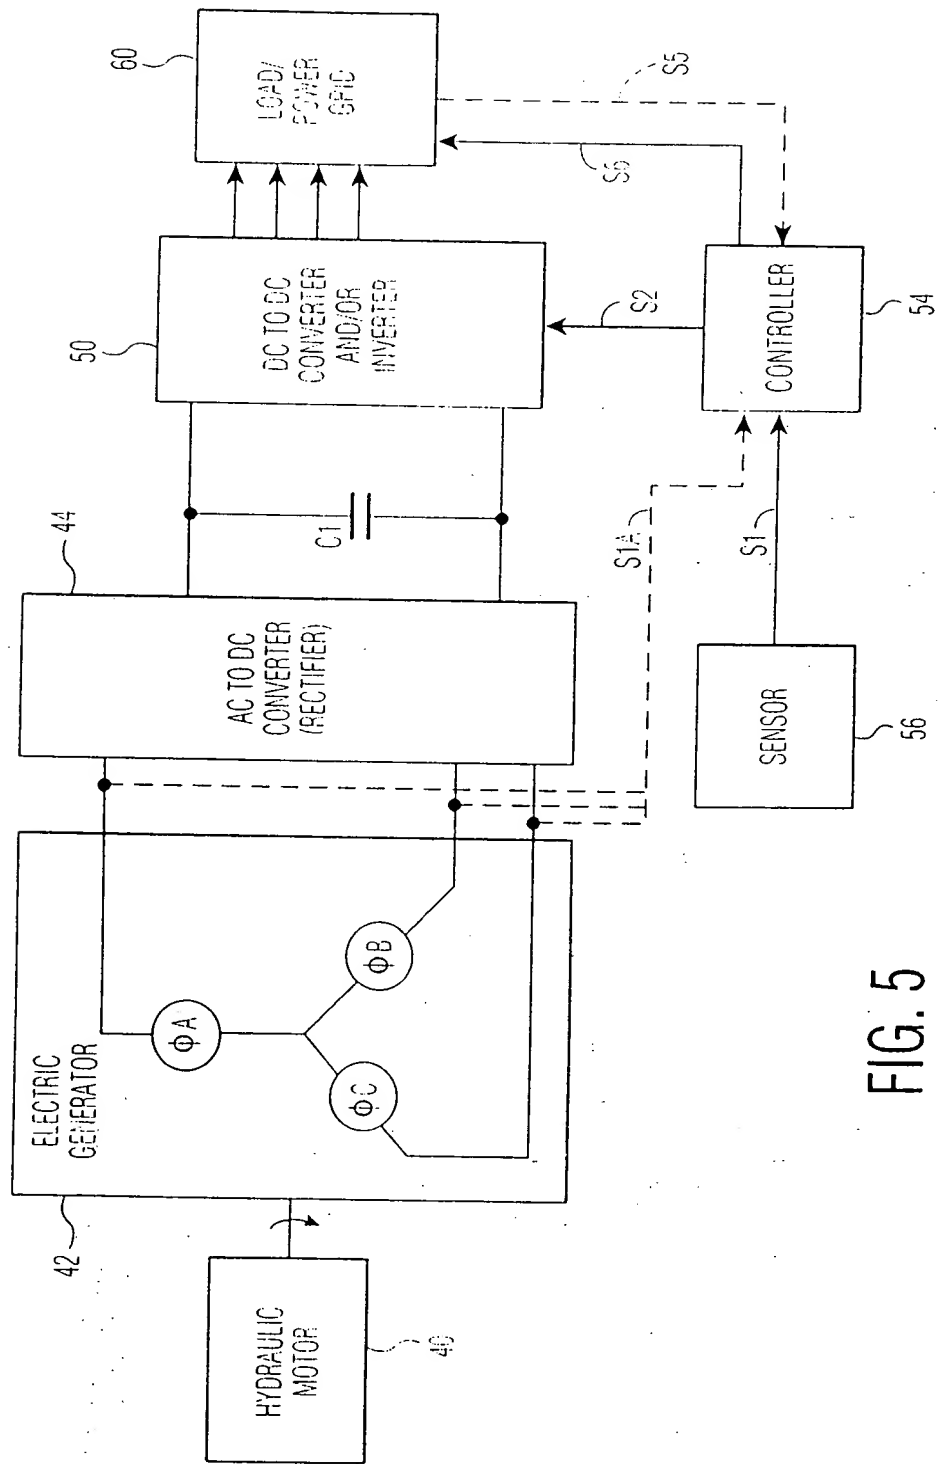 HYDRAULIC
MOTOR
40
ELECTRIC
GENERATOR
42
ΦA
ΦB
ΦC
AC TO DC
CONVERTER
(RECTIFIER)
44
C1
DC TO DC
CONVERTER
AND/OR
INVERTER
50
LOAD/
POWER
GRID
60
S1A
S1
S2
S6
S5
SENSOR
56
CONTROLLER
54
FIG. 5